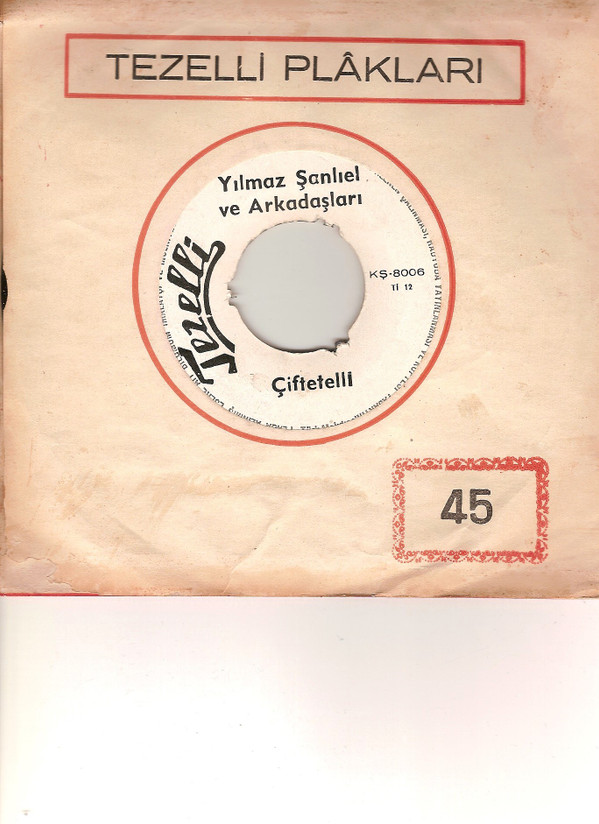 TEZELLİ PLÂKLARI
Yılmaz Şanlıel
ve Arkadaşları
Tezelli
KŞ-8006
Ti 12
Çiftetelli
45